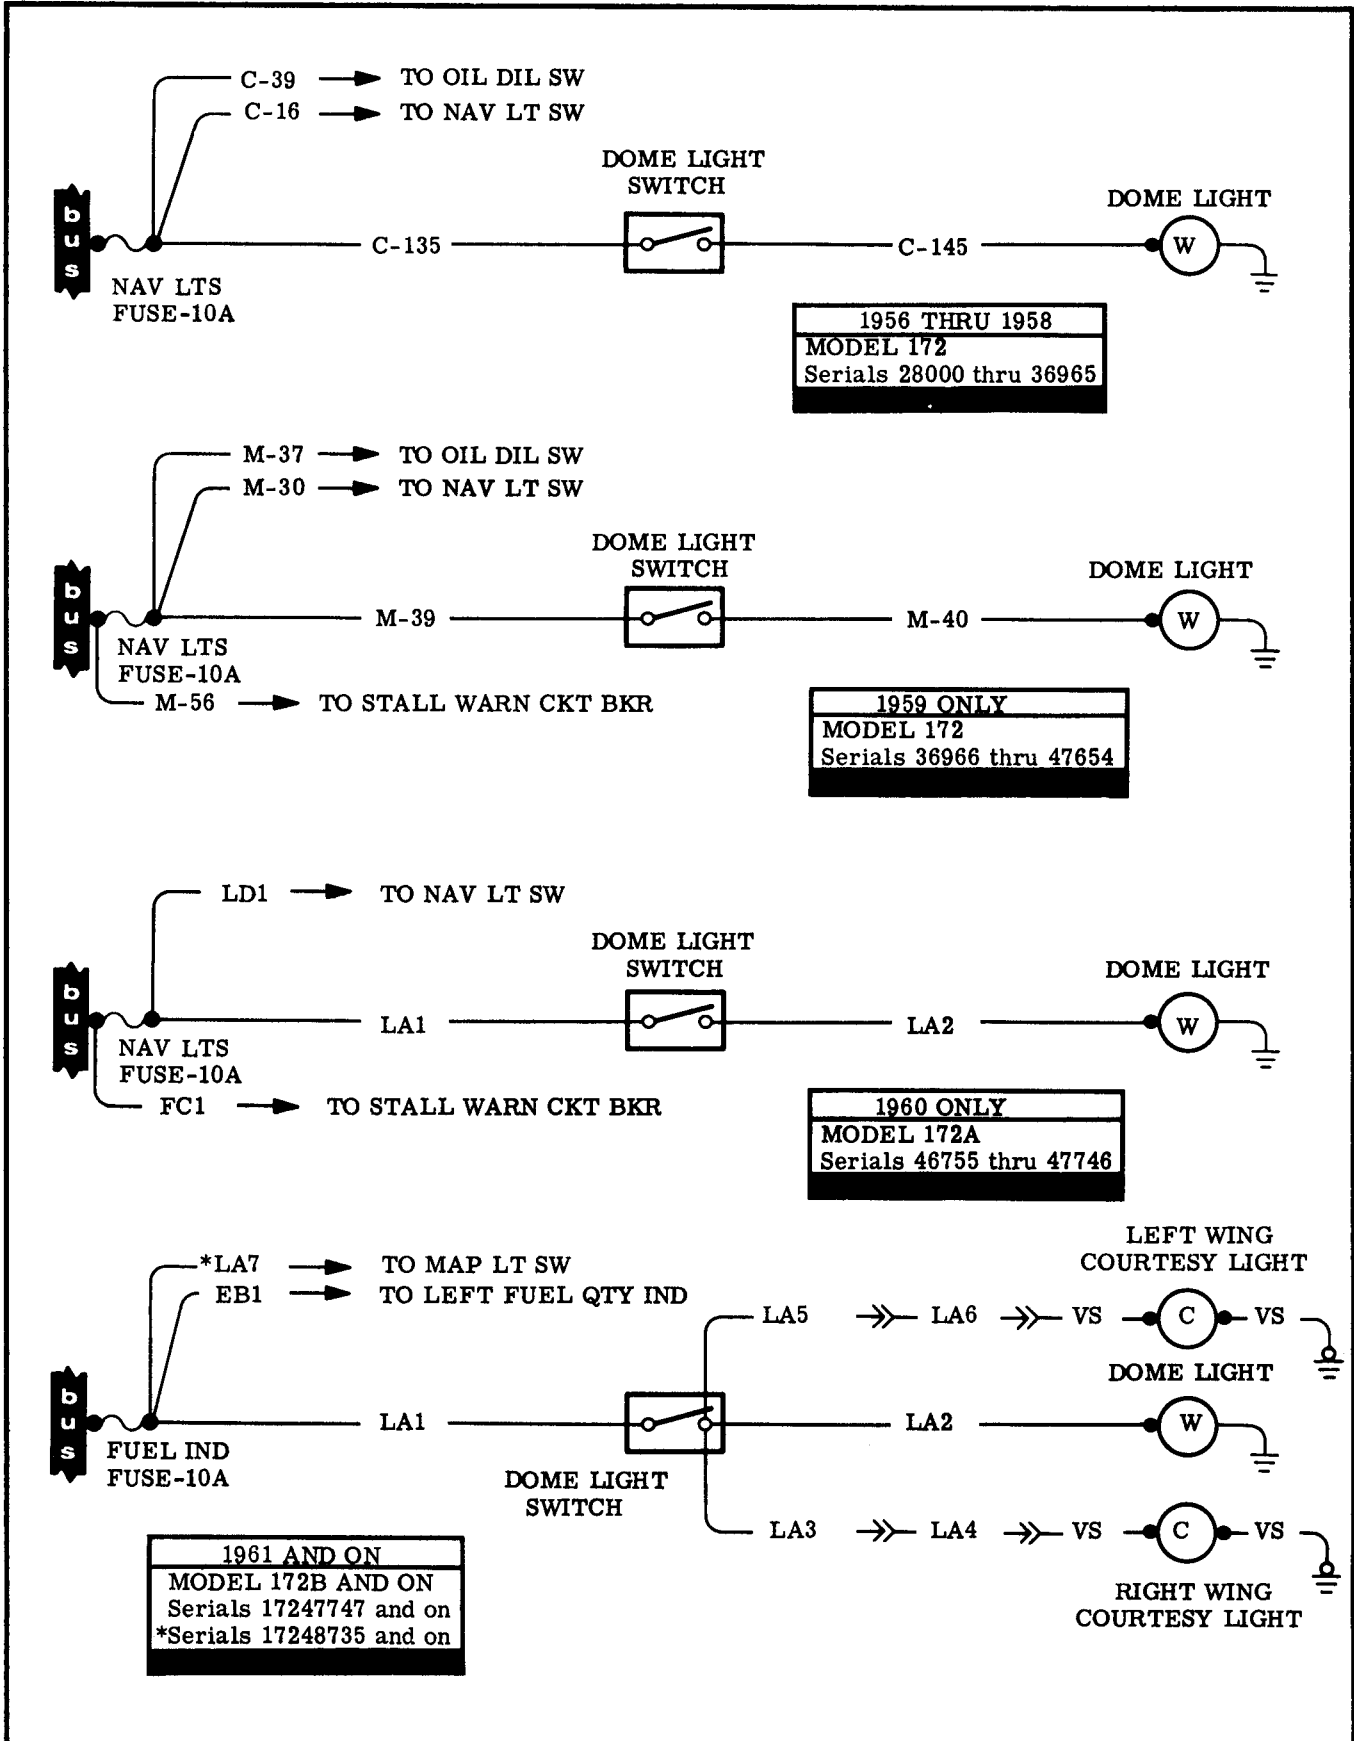 C-39 TO OIL DIL SW
C-16 TO NAV LT SW
DOME LIGHT
SWITCH
DOME LIGHT
bus
C-135
C-145
W
NAV LTS
FUSE-10A
1956 THRU 1958
MODEL 172
Serials 28000 thru 36965
M-37 TO OIL DIL SW
M-30 TO NAV LT SW
DOME LIGHT
SWITCH
DOME LIGHT
bus
M-39
M-40
W
NAV LTS
FUSE-10A
M-56 TO STALL WARN CKT BKR
1959 ONLY
MODEL 172
Serials 36966 thru 47654
LD1 TO NAV LT SW
DOME LIGHT
SWITCH
DOME LIGHT
bus
LA1
LA2
W
NAV LTS
FUSE-10A
FC1 TO STALL WARN CKT BKR
1960 ONLY
MODEL 172A
Serials 46755 thru 47746
LEFT WING
COURTESY LIGHT
*LA7 TO MAP LT SW
EB1 TO LEFT FUEL QTY IND
LA5 LA6 VS C VS
DOME LIGHT
bus
LA1
LA2
W
FUEL IND
FUSE-10A
DOME LIGHT
SWITCH
LA3 LA4 VS C VS
RIGHT WING
COURTESY LIGHT
1961 AND ON
MODEL 172B AND ON
Serials 17247747 and on
*Serials 17248735 and on